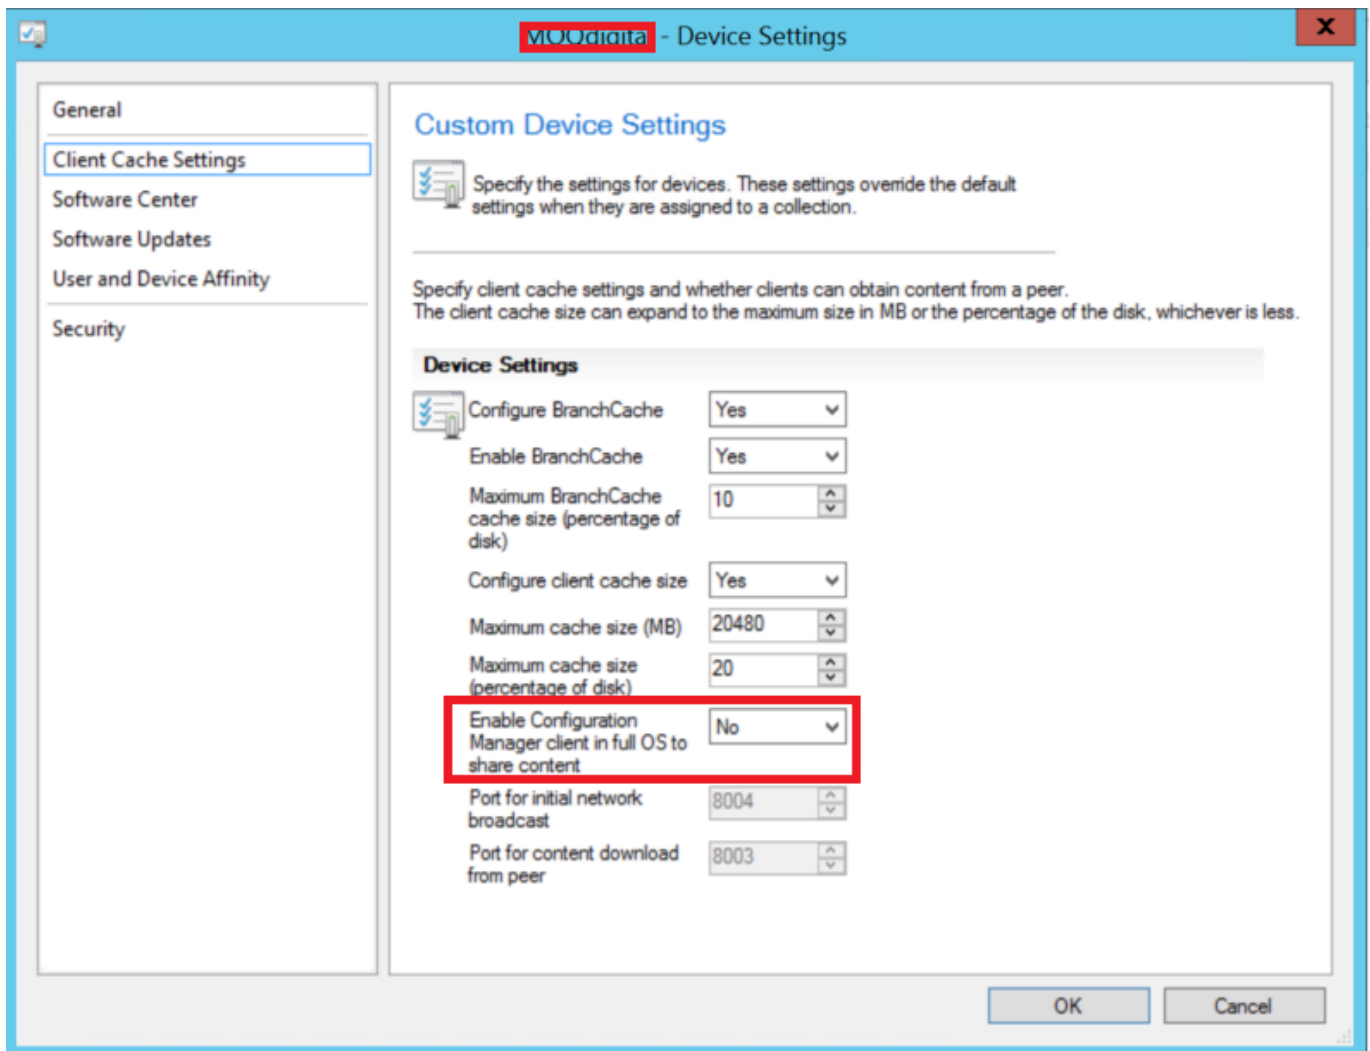 MOQdigital - Device Settings
X
General
Client Cache Settings
Software Center
Software Updates
User and Device Affinity
Security
Custom Device Settings
Specify the settings for devices. These settings override the default
settings when they are assigned to a collection.
Specify client cache settings and whether clients can obtain content from a peer.
The client cache size can expand to the maximum size in MB or the percentage of the disk, whichever is less.
Device Settings
Configure BranchCache Yes
Enable BranchCache Yes
Maximum BranchCache 10
cache size (percentage of
disk)
Configure client cache size Yes
Maximum cache size (MB) 20480
Maximum cache size 20
(percentage of disk)
Enable Configuration No
Manager client in full OS to
share content
Port for initial network 8004
broadcast
Port for content download 8003
from peer
OK Cancel